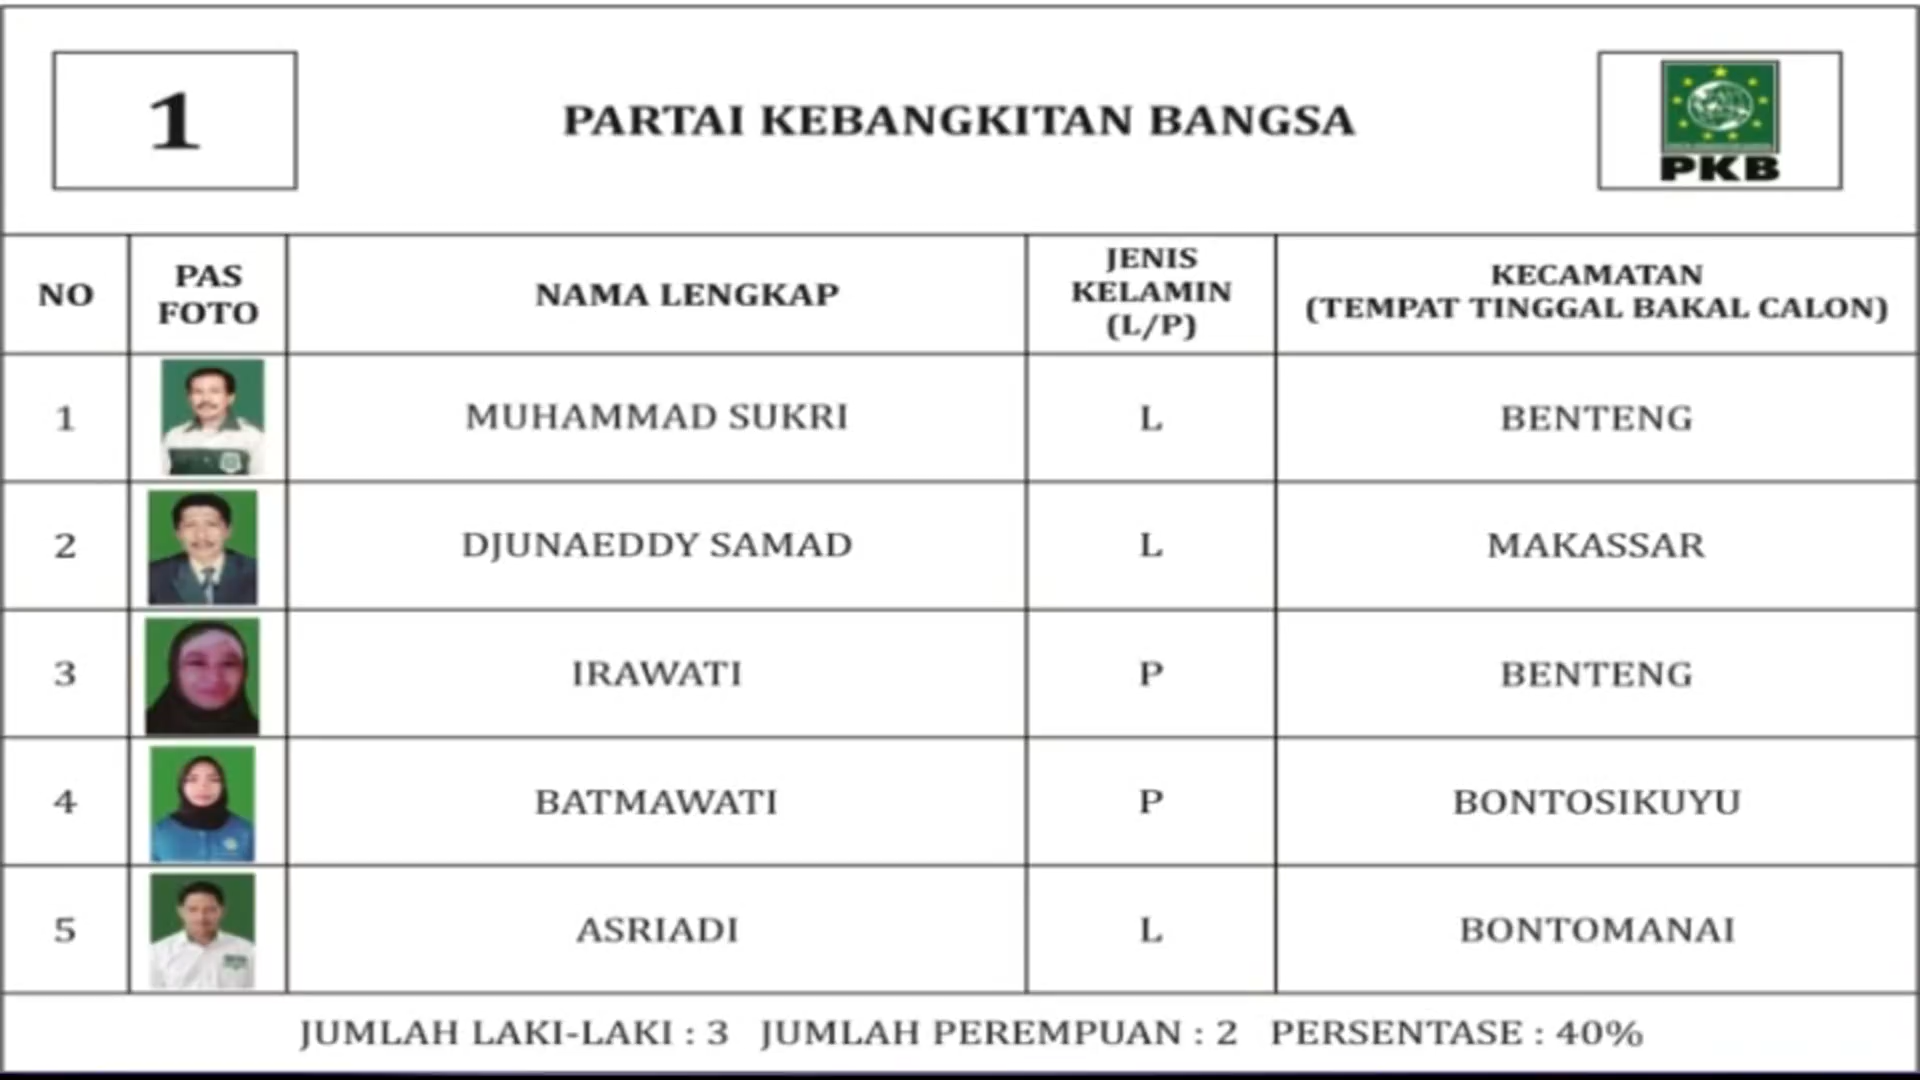 1
PARTAI KEBANGKITAN BANGSA
PKB
NO
PAS
FOTO
NAMA LENGKAP
JENIS
KELAMIN
(L/P)
KECAMATAN
(TEMPAT TINGGAL BAKAL CALON)
1 MUHAMMAD SUKRI L BENTENG
2 DJUNAEDDY SAMAD L MAKASSAR
3 IRAWATI P BENTENG
4 BATMAWATI P BONTOSIKUYU
5 ASRIADI L BONTOMANAI
JUMLAH LAKI-LAKI : 3 JUMLAH PEREMPUAN : 2 PERSENTASE : 40%